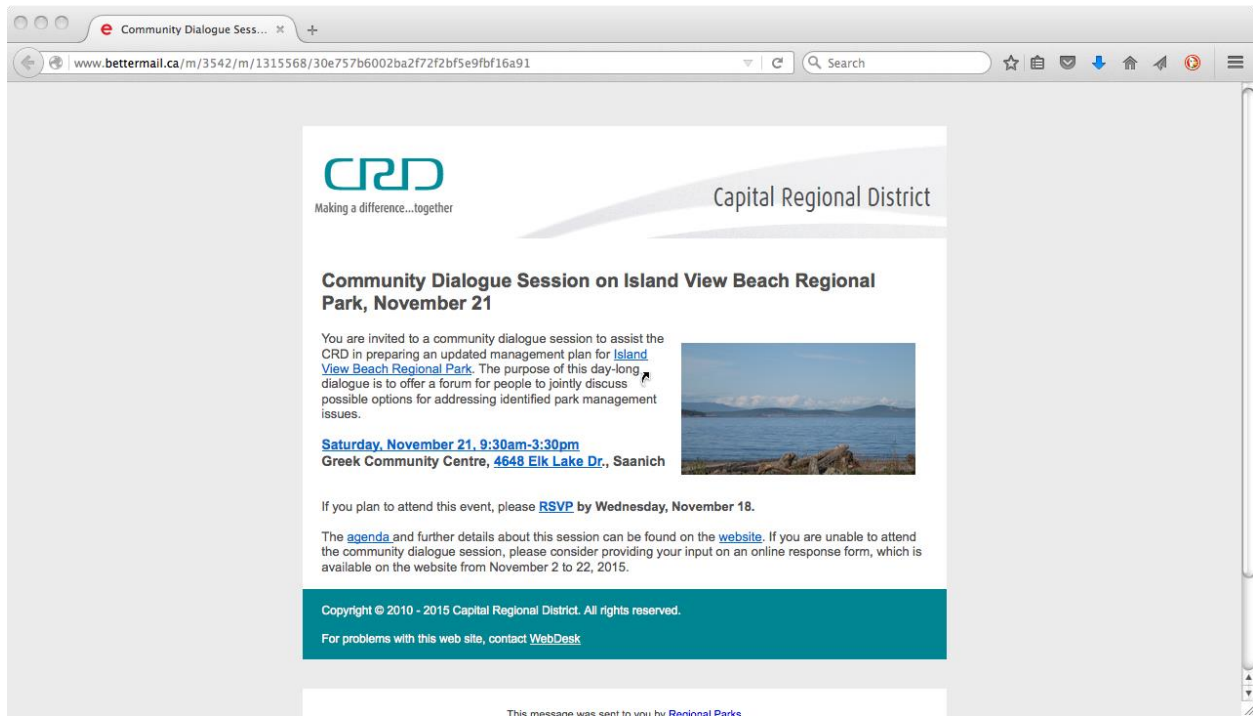 Community Dialogue Sess...
www.bettermail.ca/m/3542/m/1315568/30e757b6002ba2f72f2bf5e9fbf16a91
Search
CRD
Making a difference...together
Capital Regional District
Community Dialogue Session on Island View Beach Regional
Park, November 21
You are invited to a community dialogue session to assist the
CRD in preparing an updated management plan for Island
View Beach Regional Park. The purpose of this day-long
dialogue is to offer a forum for people to jointly discuss
possible options for addressing identified park management
issues.
Saturday, November 21, 9:30am-3:30pm
Greek Community Centre, 4648 Elk Lake Dr., Saanich
If you plan to attend this event, please RSVP by Wednesday, November 18.
The agenda and further details about this session can be found on the website. If you are unable to attend
the community dialogue session, please consider providing your input on an online response form, which is
available on the website from November 2 to 22, 2015.
Copyright © 2010 - 2015 Capital Regional District. All rights reserved.
For problems with this web site, contact WebDesk
This message was sent to you by Regional Parks